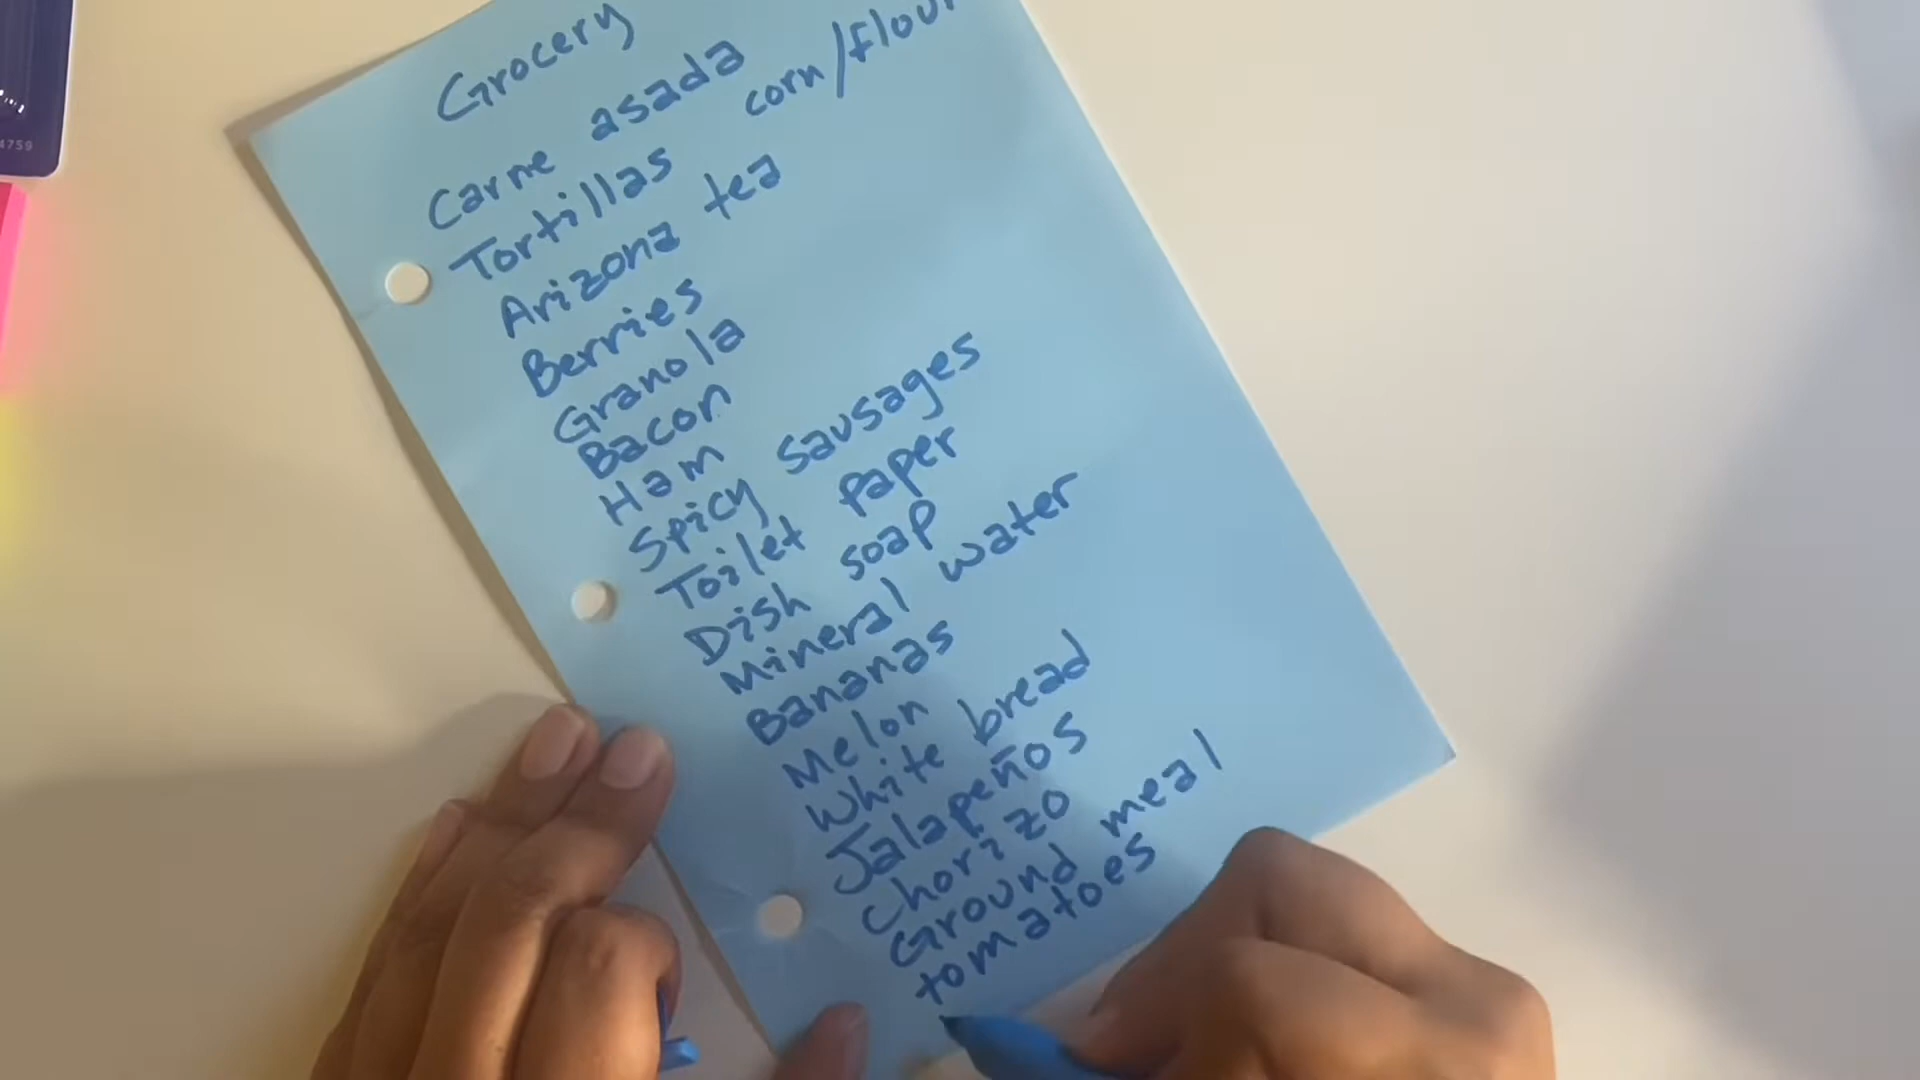 Grocery
Carne asada
Tortillas corn/flour
Arizona tea
Berries
Granola
Bacon
Ham
Spicy sausages
Toilet paper
Dish soap
Mineral water
Bananas
Melon
White bread
Jalapeños
Chorizo
Ground meal
tomatoes
4759